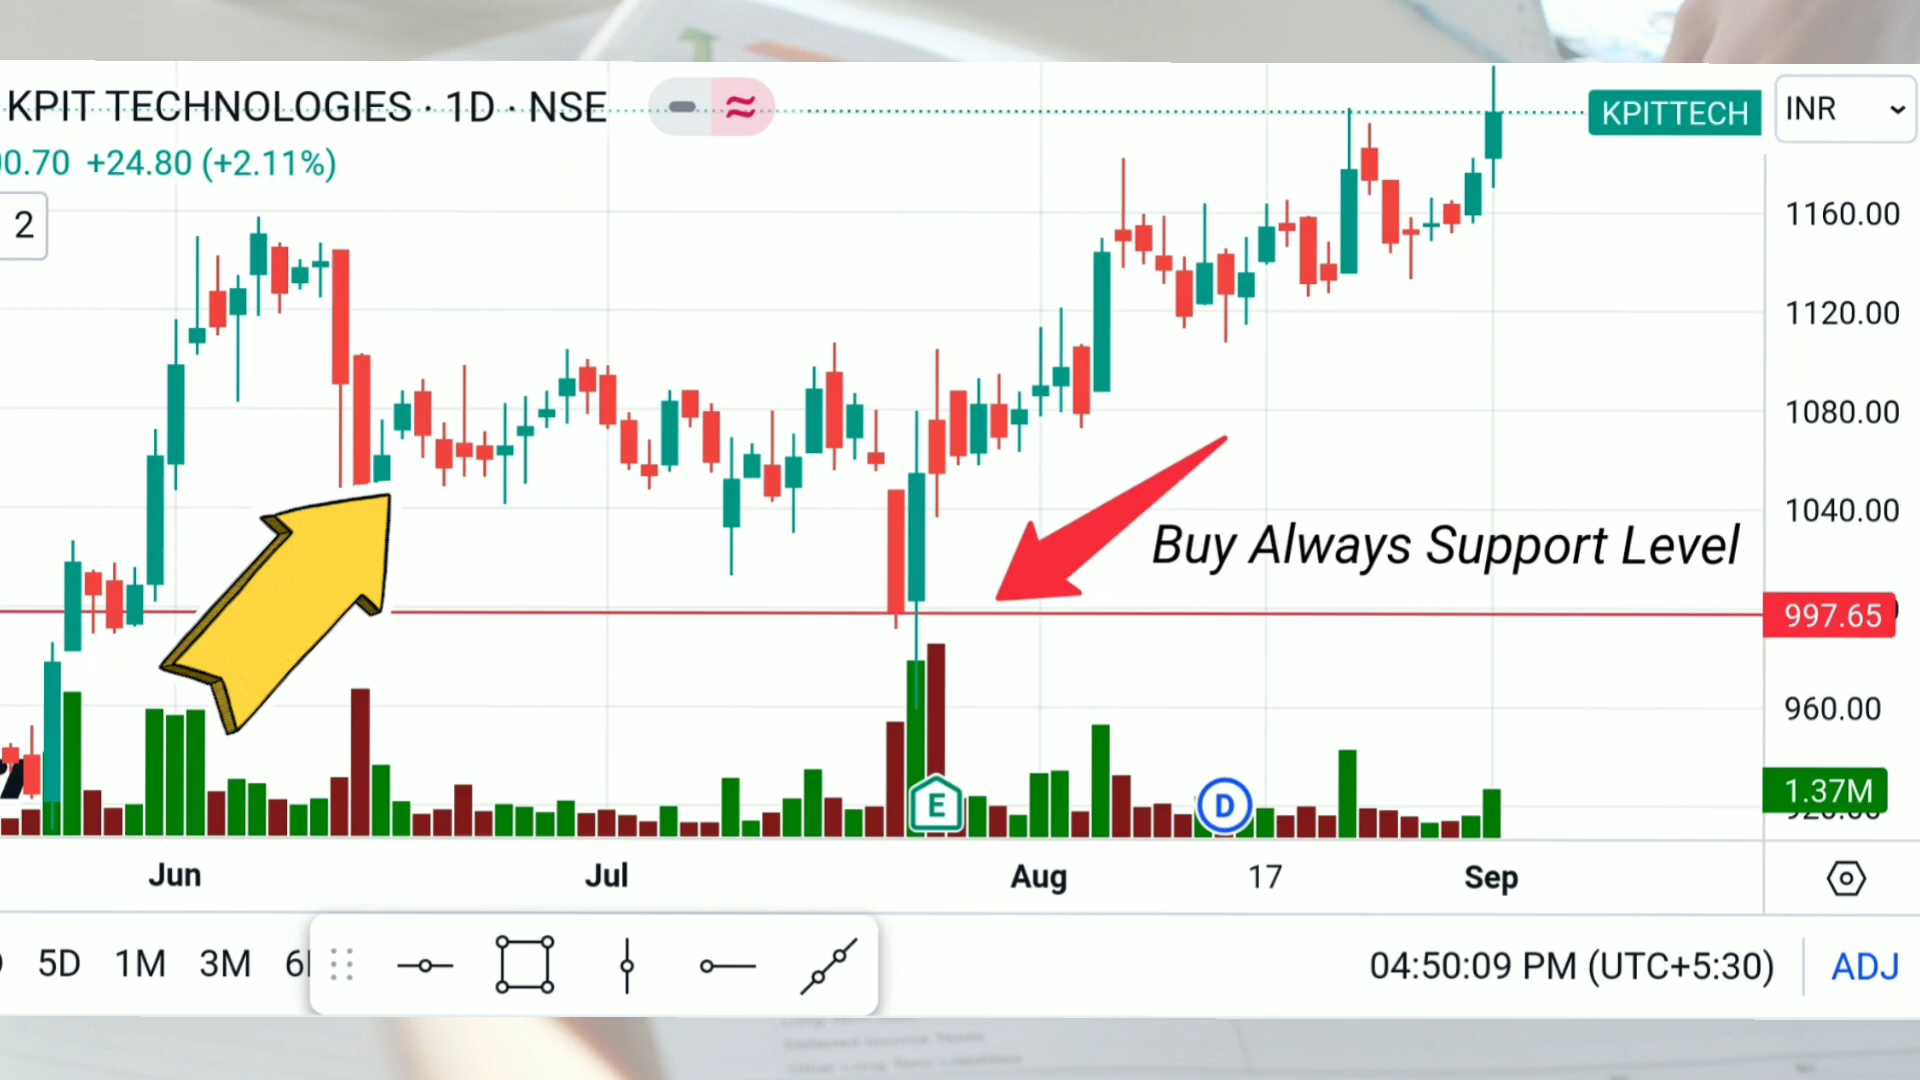 KPIT TECHNOLOGIES · 1D · NSE
KPITTECH
INR
0.70 +24.80 (+2.11%)
2
1160.00
1120.00
1080.00
1040.00
Buy Always Support Level
997.65
960.00
1.37M
E
D
Jun
Jul
Aug
17
Sep
5D
1M
3M
04:50:09 PM (UTC+5:30)
ADJ